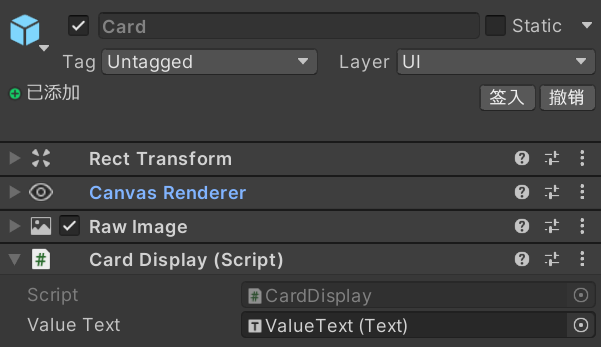 Card Static
Tag Untagged Layer UI
已添加 签入 撤销
Rect Transform
Canvas Renderer
Raw Image
# Card Display (Script)
Script # CardDisplay
Value Text T ValueText (Text)